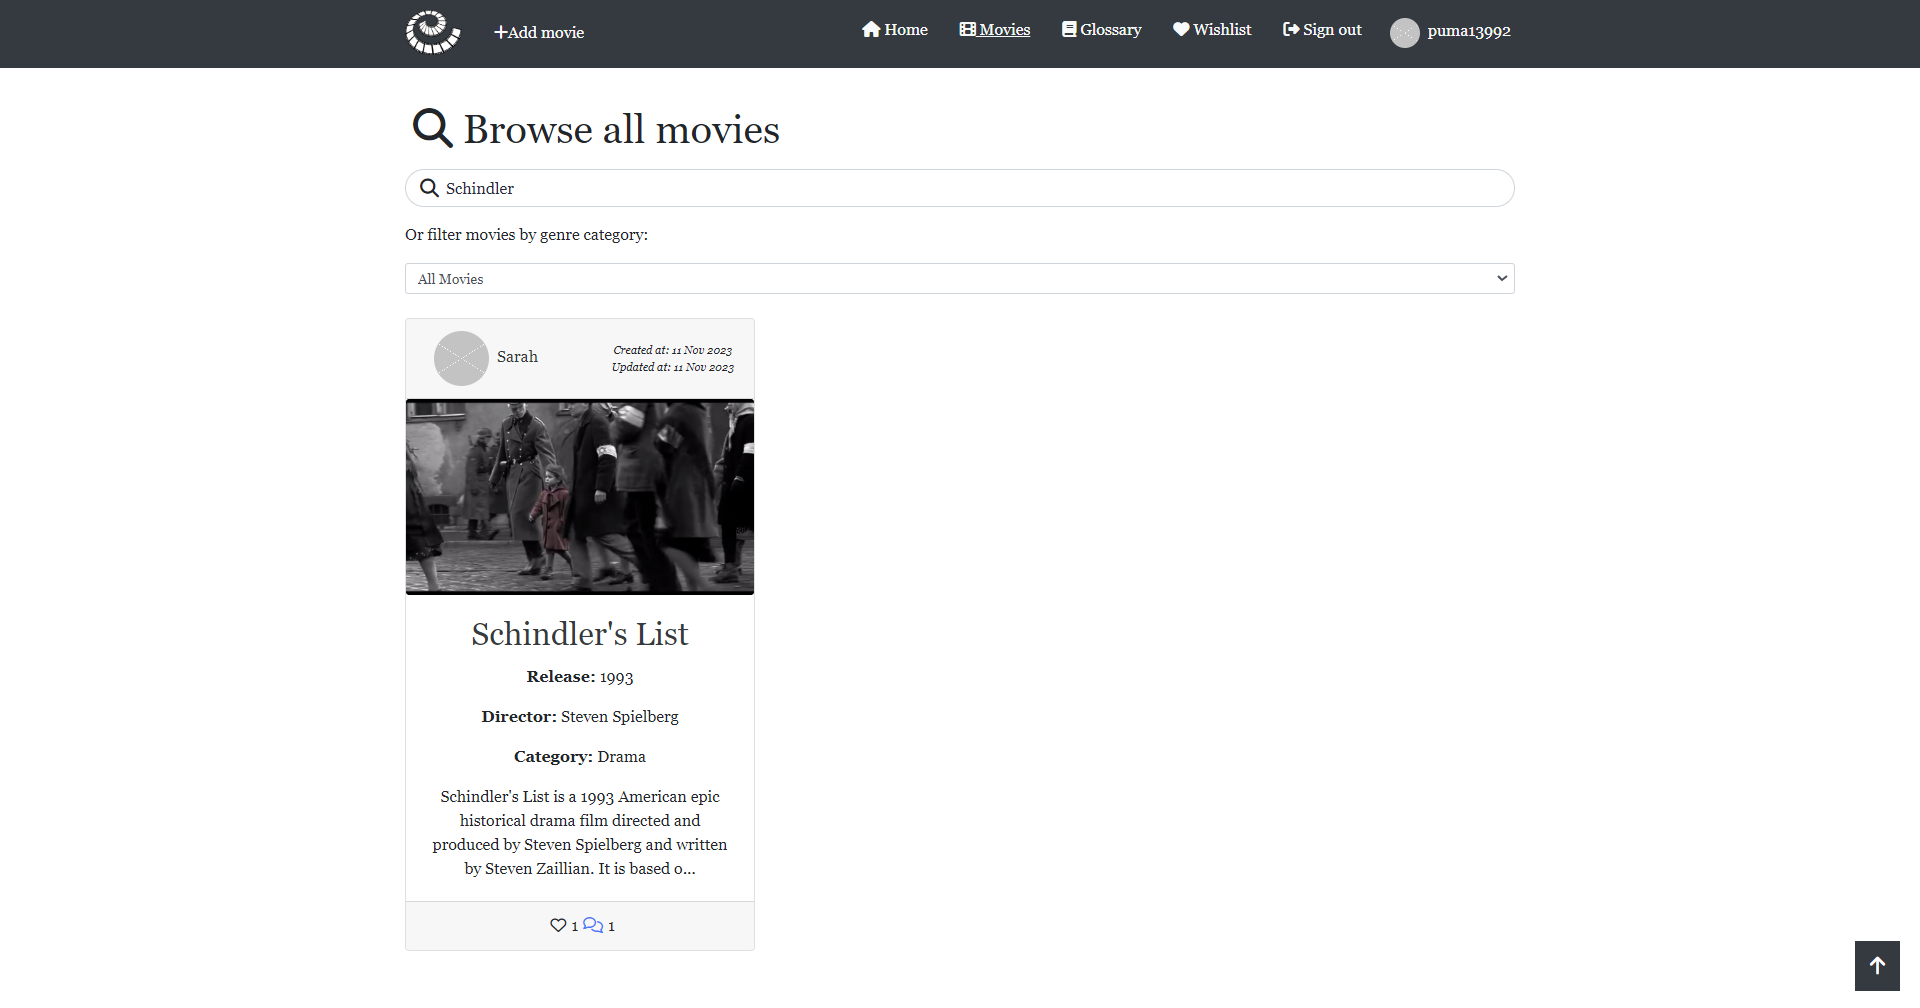 +Add movie
Home
Movies
Glossary
Wishlist
Sign out
puma13992
Browse all movies
Schindler
Or filter movies by genre category:
All Movies
Sarah
Created at: 11 Nov 2023
Updated at: 11 Nov 2023
Schindler's List
Release: 1993
Director: Steven Spielberg
Category: Drama
Schindler's List is a 1993 American epic
historical drama film directed and
produced by Steven Spielberg and written
by Steven Zaillian. It is based o...
1
1